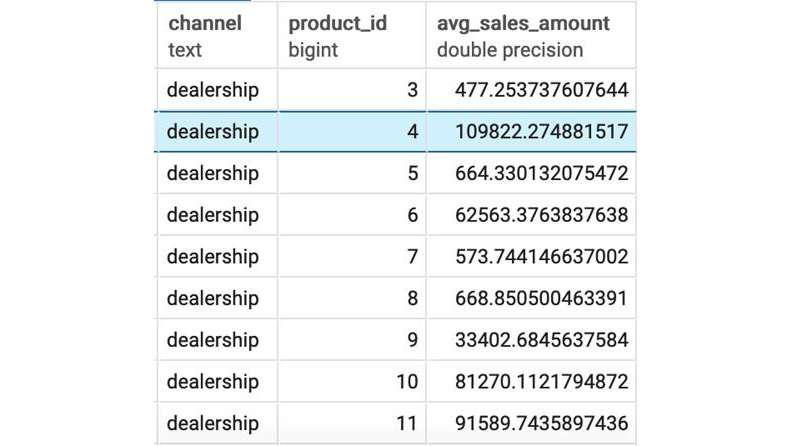 channel product_id avg_sales_amount
text bigint double precision
dealership 3 477.253737607644
dealership 4 109822.274881517
dealership 5 664.330132075472
dealership 6 62563.3763837638
dealership 7 573.744146637002
dealership 8 668.850500463391
dealership 9 33402.6845637584
dealership 10 81270.1121794872
dealership 11 91589.7435897436